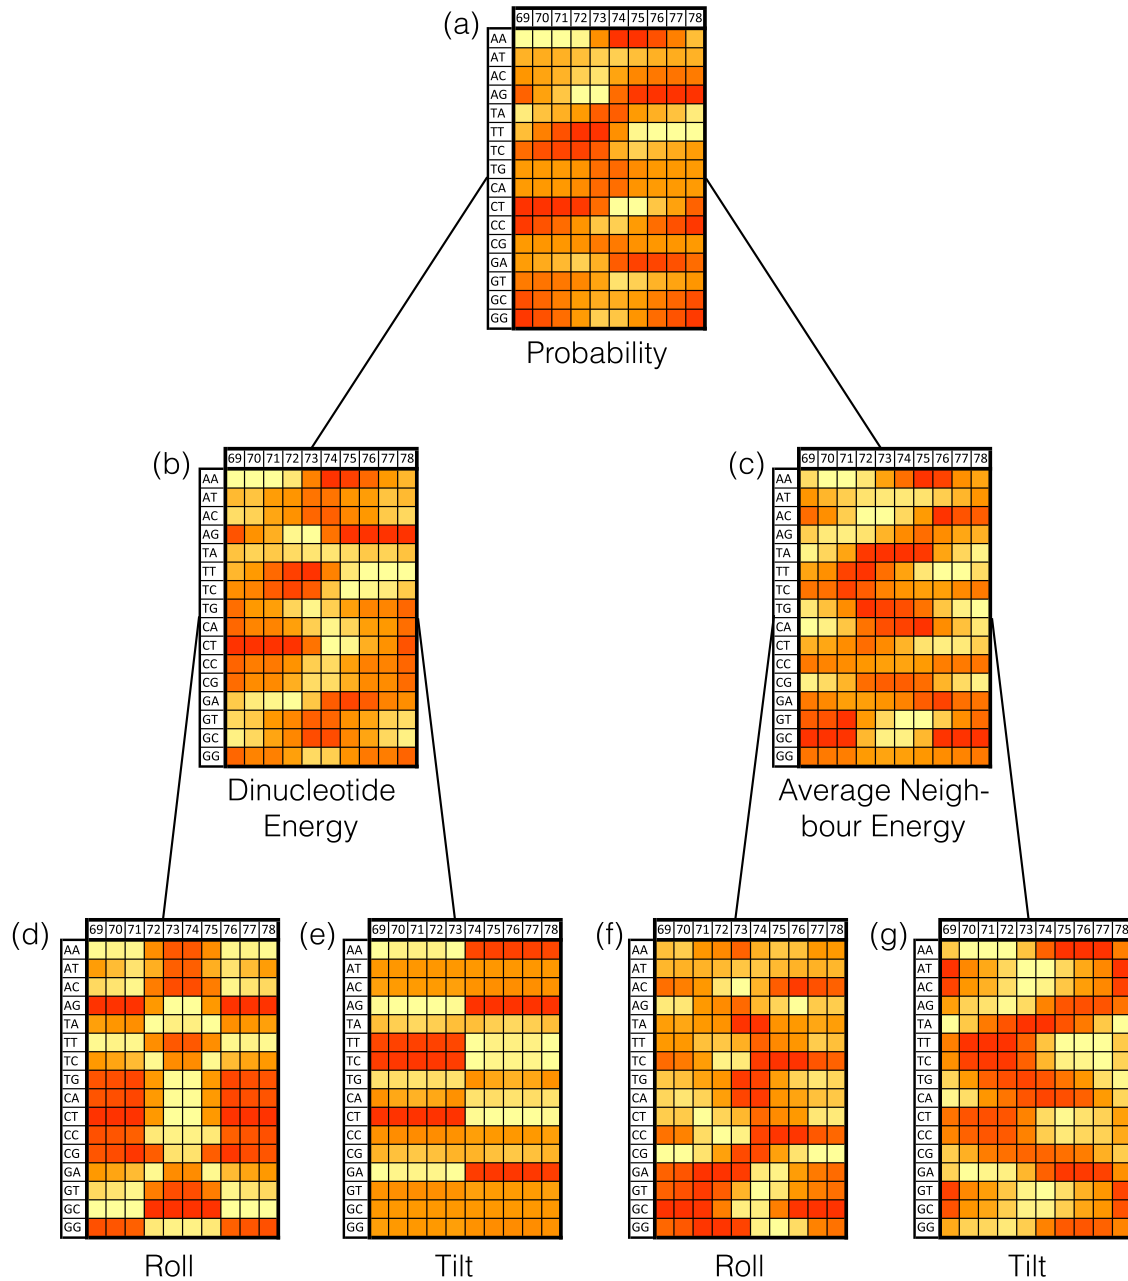 (a)
69 70 71 72 73 74 75 76 77 78
AA
AT
AC
AG
TA
TT
TC
TG
CA
CT
CC
CG
GA
GT
GC
GG
Probability
(b)
69 70 71 72 73 74 75 76 77 78
AA
AT
AC
AG
TA
TT
TC
TG
CA
CT
CC
CG
GA
GT
GC
GG
Dinucleotide
Energy
(c)
69 70 71 72 73 74 75 76 77 78
AA
AT
AC
AG
TA
TT
TC
TG
CA
CT
CC
CG
GA
GT
GC
GG
Average Neigh-
bour Energy
(d)
69 70 71 72 73 74 75 76 77 78
AA
AT
AC
AG
TA
TT
TC
TG
CA
CT
CC
CG
GA
GT
GC
GG
Roll
(e)
69 70 71 72 73 74 75 76 77 78
AA
AT
AC
AG
TA
TT
TC
TG
CA
CT
CC
CG
GA
GT
GC
GG
Tilt
(f)
69 70 71 72 73 74 75 76 77 78
AA
AT
AC
AG
TA
TT
TC
TG
CA
CT
CC
CG
GA
GT
GC
GG
Roll
(g)
69 70 71 72 73 74 75 76 77 78
AA
AT
AC
AG
TA
TT
TC
TG
CA
CT
CC
CG
GA
GT
GC
GG
Tilt